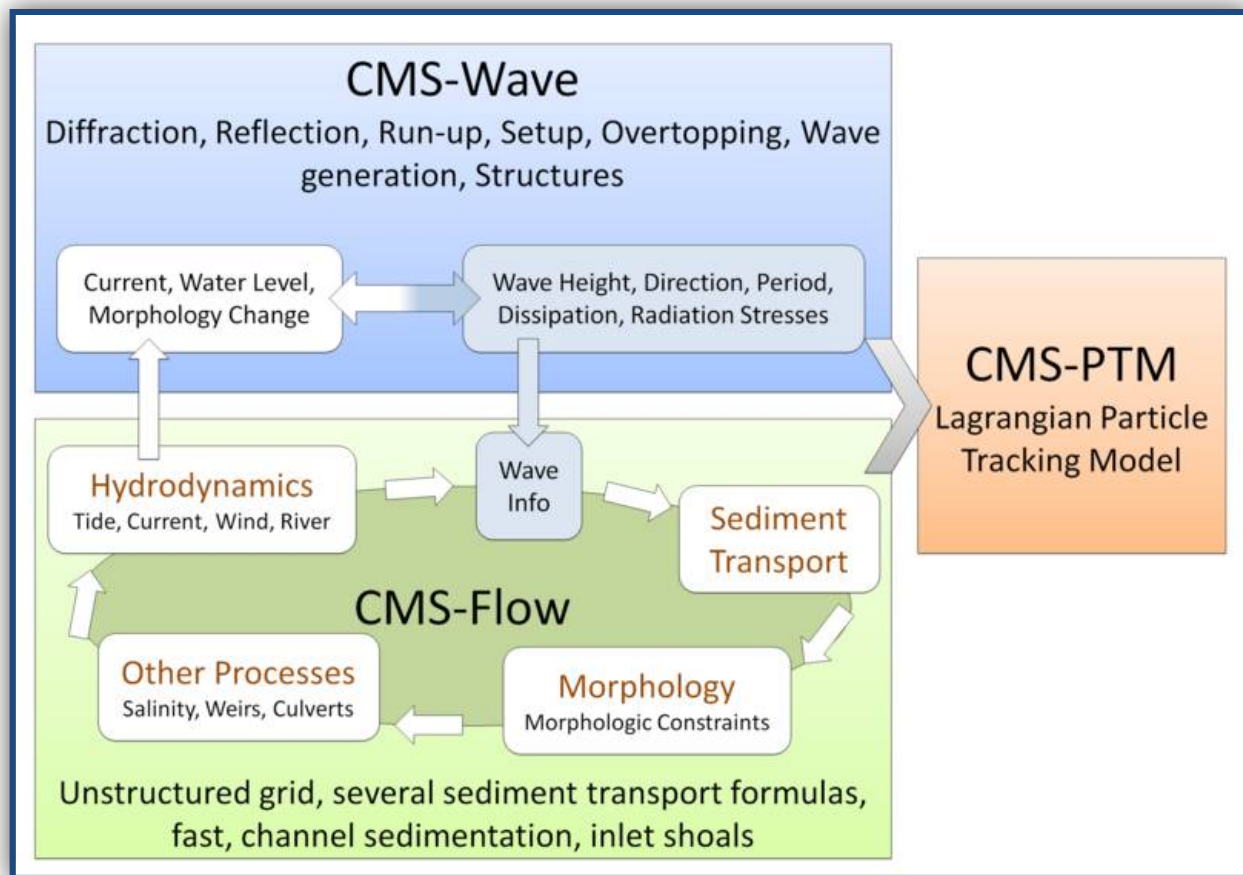 CMS-Wave
Diffraction, Reflection, Run-up, Setup, Overtopping, Wave
generation, Structures
Current, Water Level,
Morphology Change
Wave Height, Direction, Period,
Dissipation, Radiation Stresses
CMS-PTM
Lagrangian Particle
Tracking Model
Hydrodynamics
Tide, Current, Wind, River
Wave
Info
Sediment
Transport
CMS-Flow
Other Processes
Salinity, Weirs, Culverts
Morphology
Morphologic Constraints
Unstructured grid, several sediment transport formulas,
fast, channel sedimentation, inlet shoals